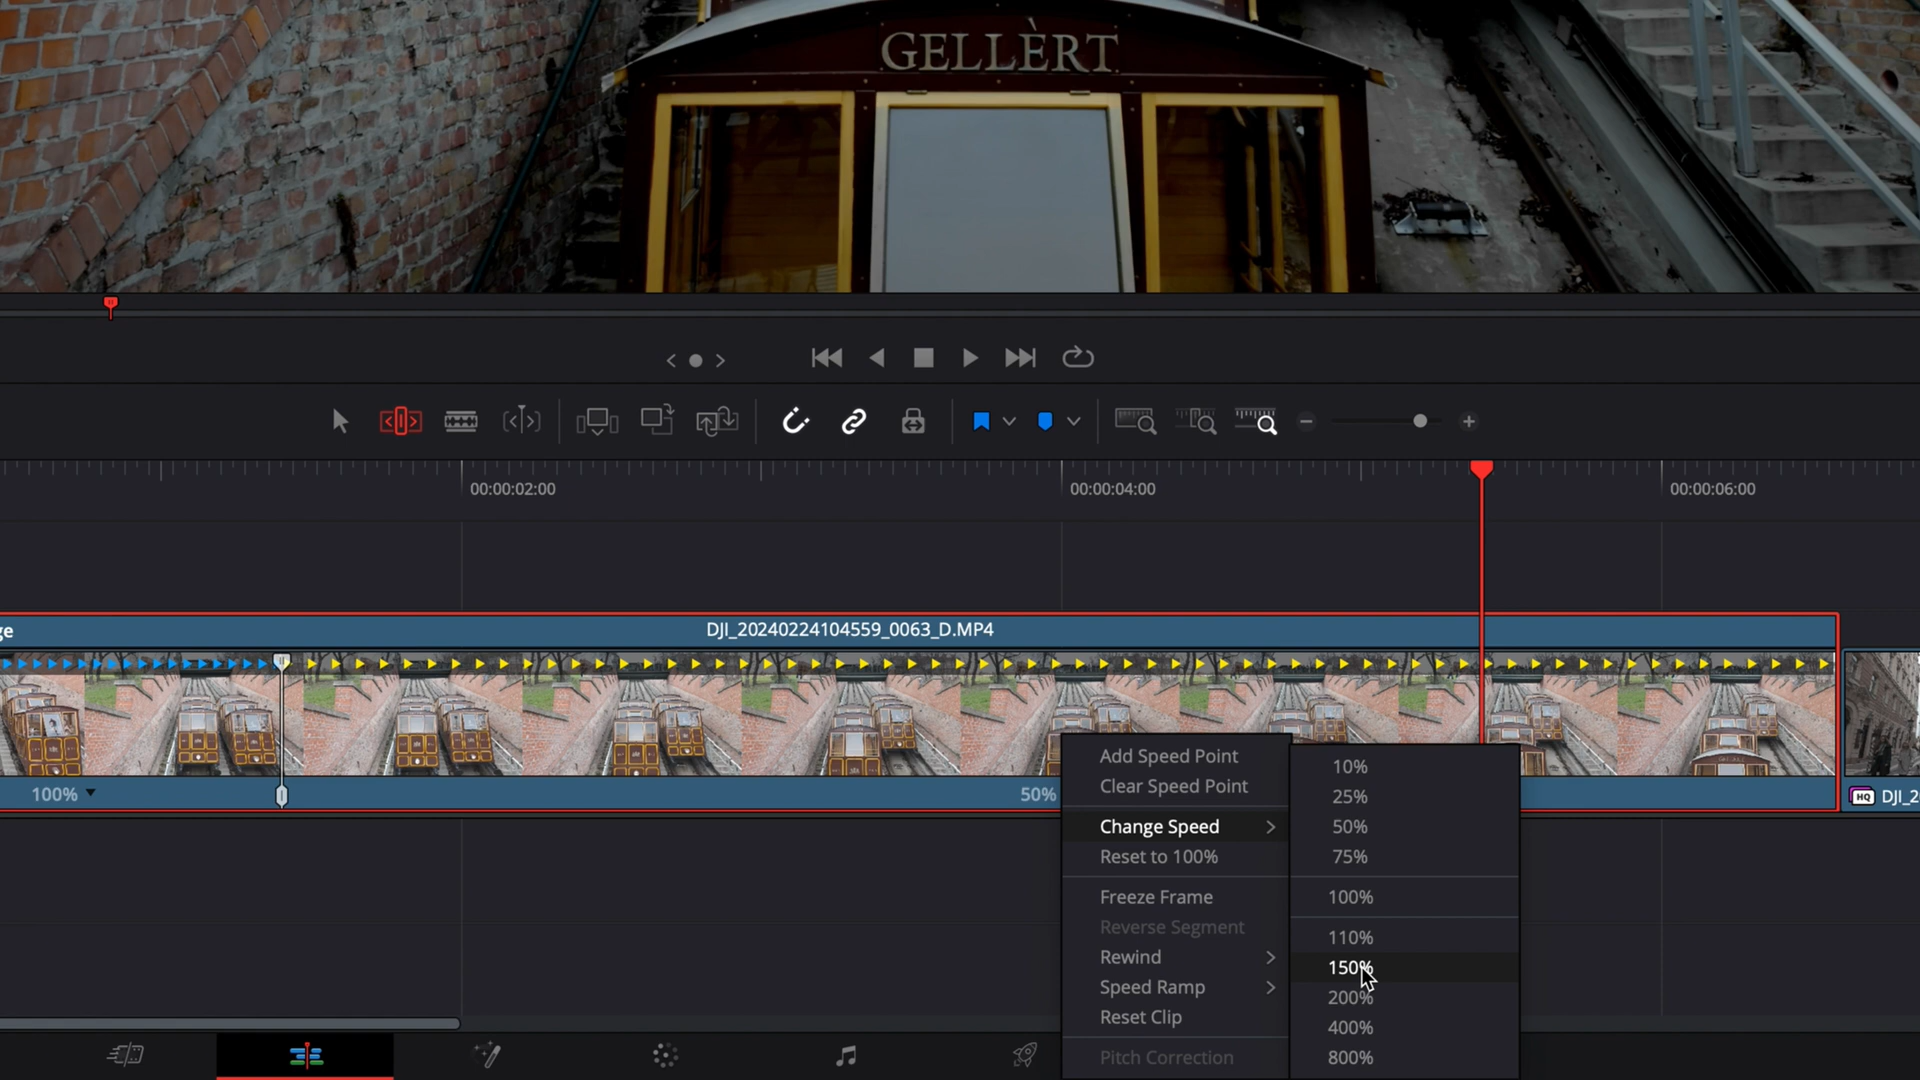 GELLÈRT
00:00:02:00
00:00:04:00
00:00:06:00
ge
DJI_20240224104559_0063_D.MP4
100%
50%
HQ
DJI_2
Add Speed Point
Clear Speed Point
Change Speed
Reset to 100%
Freeze Frame
Reverse Segment
Rewind
Speed Ramp
Reset Clip
Pitch Correction
10%
25%
50%
75%
100%
110%
150%
200%
400%
800%